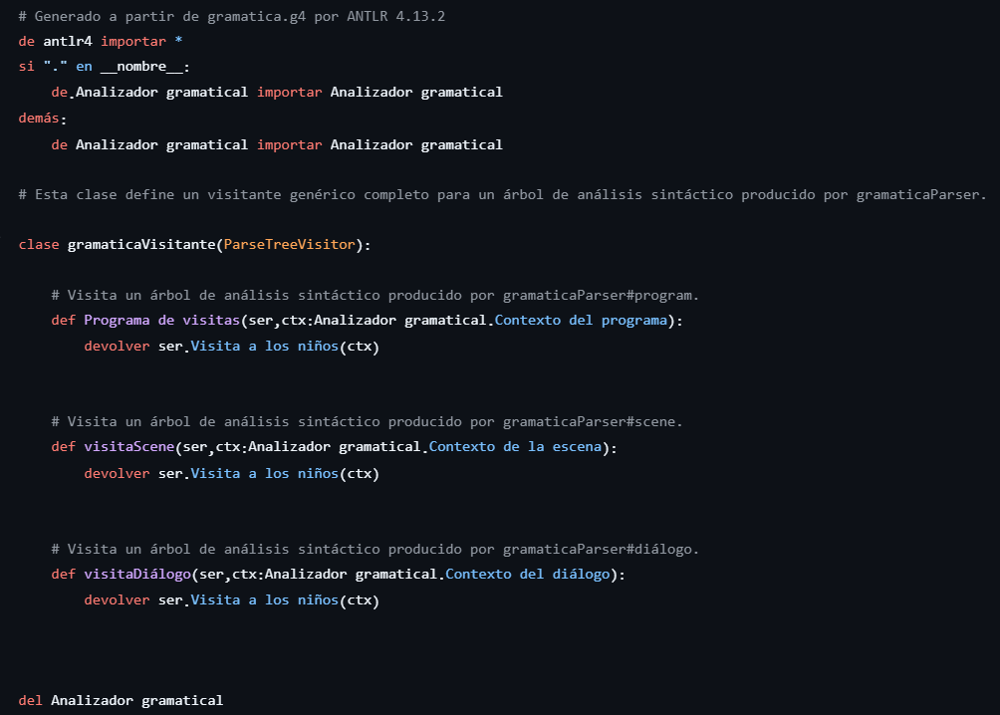 # Generado a partir de gramatica.g4 por ANTLR 4.13.2
de antlr4 importar *
si "." en __nombre__:
    de.Analizador gramatical importar Analizador gramatical
demás:
    de Analizador gramatical importar Analizador gramatical
# Esta clase define un visitante genérico completo para un árbol de análisis sintáctico producido por gramaticaParser.
clase gramaticaVisitante(ParseTreeVisitor):
    # Visita un árbol de análisis sintáctico producido por gramaticaParser#program.
    def Programa de visitas(ser,ctx:Analizador gramatical.Contexto del programa):
        devolver ser.Visita a los niños(ctx)
    # Visita un árbol de análisis sintáctico producido por gramaticaParser#scene.
    def visitaScene(ser,ctx:Analizador gramatical.Contexto de la escena):
        devolver ser.Visita a los niños(ctx)
    # Visita un árbol de análisis sintáctico producido por gramaticaParser#diálogo.
    def visitaDiálogo(ser,ctx:Analizador gramatical.Contexto del diálogo):
        devolver ser.Visita a los niños(ctx)
del Analizador gramatical